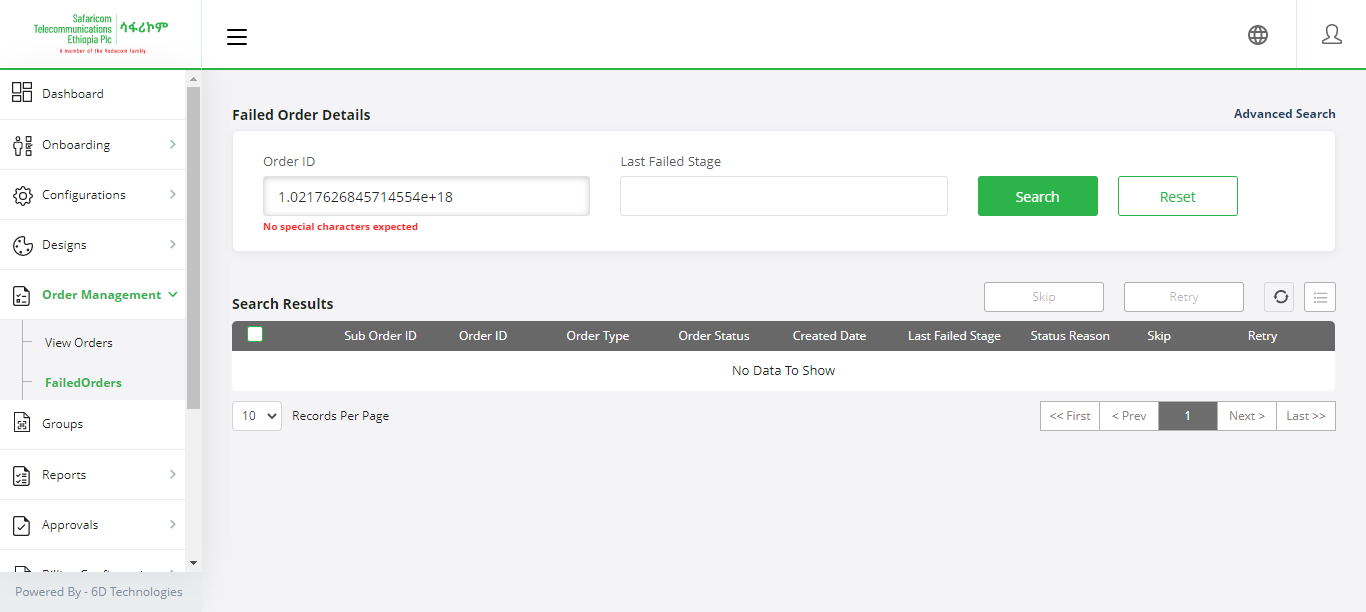 Safaricom
Telecommunications
Ethiopia Plc
ሳፋሪኮም
A member of the Vodacom family
Dashboard
Onboarding
Configurations
Designs
Order Management
View Orders
FailedOrders
Groups
Reports
Approvals
Powered By - 6D Technologies
Failed Order Details
Advanced Search
Order ID
Last Failed Stage
1.0217626845714554e+18
Search
Reset
No special characters expected
Search Results
Skip
Retry
Sub Order ID Order ID Order Type Order Status Created Date Last Failed Stage Status Reason Skip Retry
No Data To Show
10 Records Per Page
<< First < Prev 1 Next > Last >>